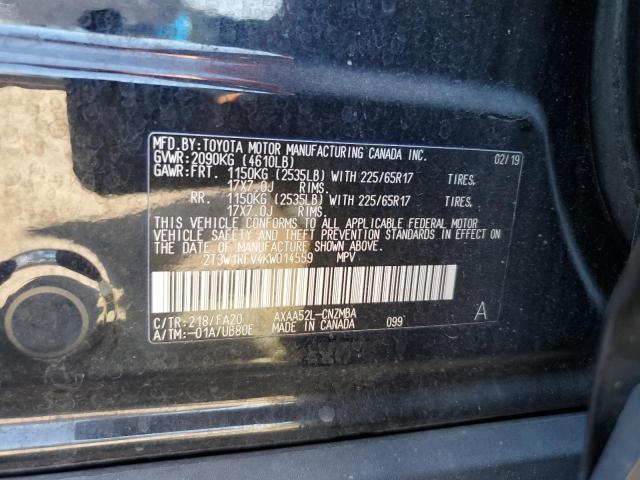 MFD.BY:TOYOTA MOTOR MANUFACTURING CANADA INC. 02/19
GVWR:2090KG (4610LB)
GAWR:FRT. 1150KG (2535LB) WITH 225/65R17 TIRES,
17X7.0J RIMS.
RR. 1150KG (2535LB) WITH 225/65R17 TIRES,
17X7.0J RIMS.
THIS VEHICLE CONFORMS TO ALL APPLICABLE FEDERAL MOTOR
VEHICLE SAFETY AND BUMPER STANDARDS IN EFFECT ON THE
DATE OF MANUFACTURE SHOWN ABOVE.
2T3W1RFV4KW014559 MPV
C/TR:218/FA20 AXAA52L-CNZMBA A
A/TM:-01A/UB80E MADE IN CANADA 099